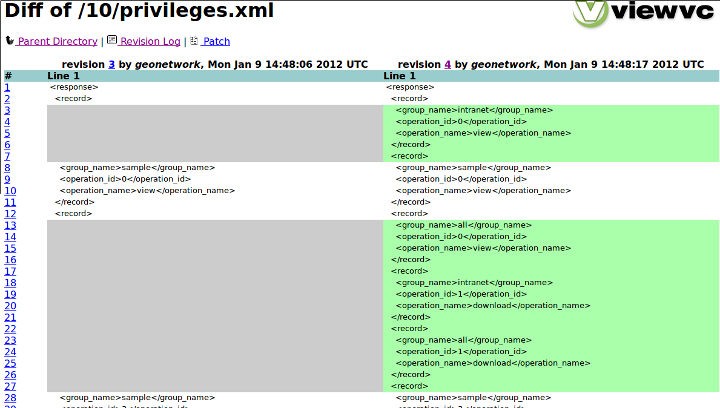 Diff of /10/privileges.xml
viewvc
Parent Directory | Revision Log | Patch
revision 3 by geonetwork, Mon Jan 9 14:48:06 2012 UTC revision 4 by geonetwork, Mon Jan 9 14:48:17 2012 UTC
# Line 1 Line 1
1 <response> <response>
2 <record> <record>
3 <group_name>intranet</group_name>
4 <operation_id>0</operation_id>
5 <operation_name>view</operation_name>
6 </record>
7 <record>
8 <group_name>sample</group_name> <group_name>sample</group_name>
9 <operation_id>0</operation_id> <operation_id>0</operation_id>
10 <operation_name>view</operation_name> <operation_name>view</operation_name>
11 </record> </record>
12 <record> <record>
13 <group_name>all</group_name>
14 <operation_id>0</operation_id>
15 <operation_name>view</operation_name>
16 </record>
17 <record>
18 <group_name>intranet</group_name>
19 <operation_id>1</operation_id>
20 <operation_name>download</operation_name>
21 </record>
22 <record>
23 <group_name>all</group_name>
24 <operation_id>1</operation_id>
25 <operation_name>download</operation_name>
26 </record>
27 <record>
28 <group_name>sample</group_name> <group_name>sample</group_name>